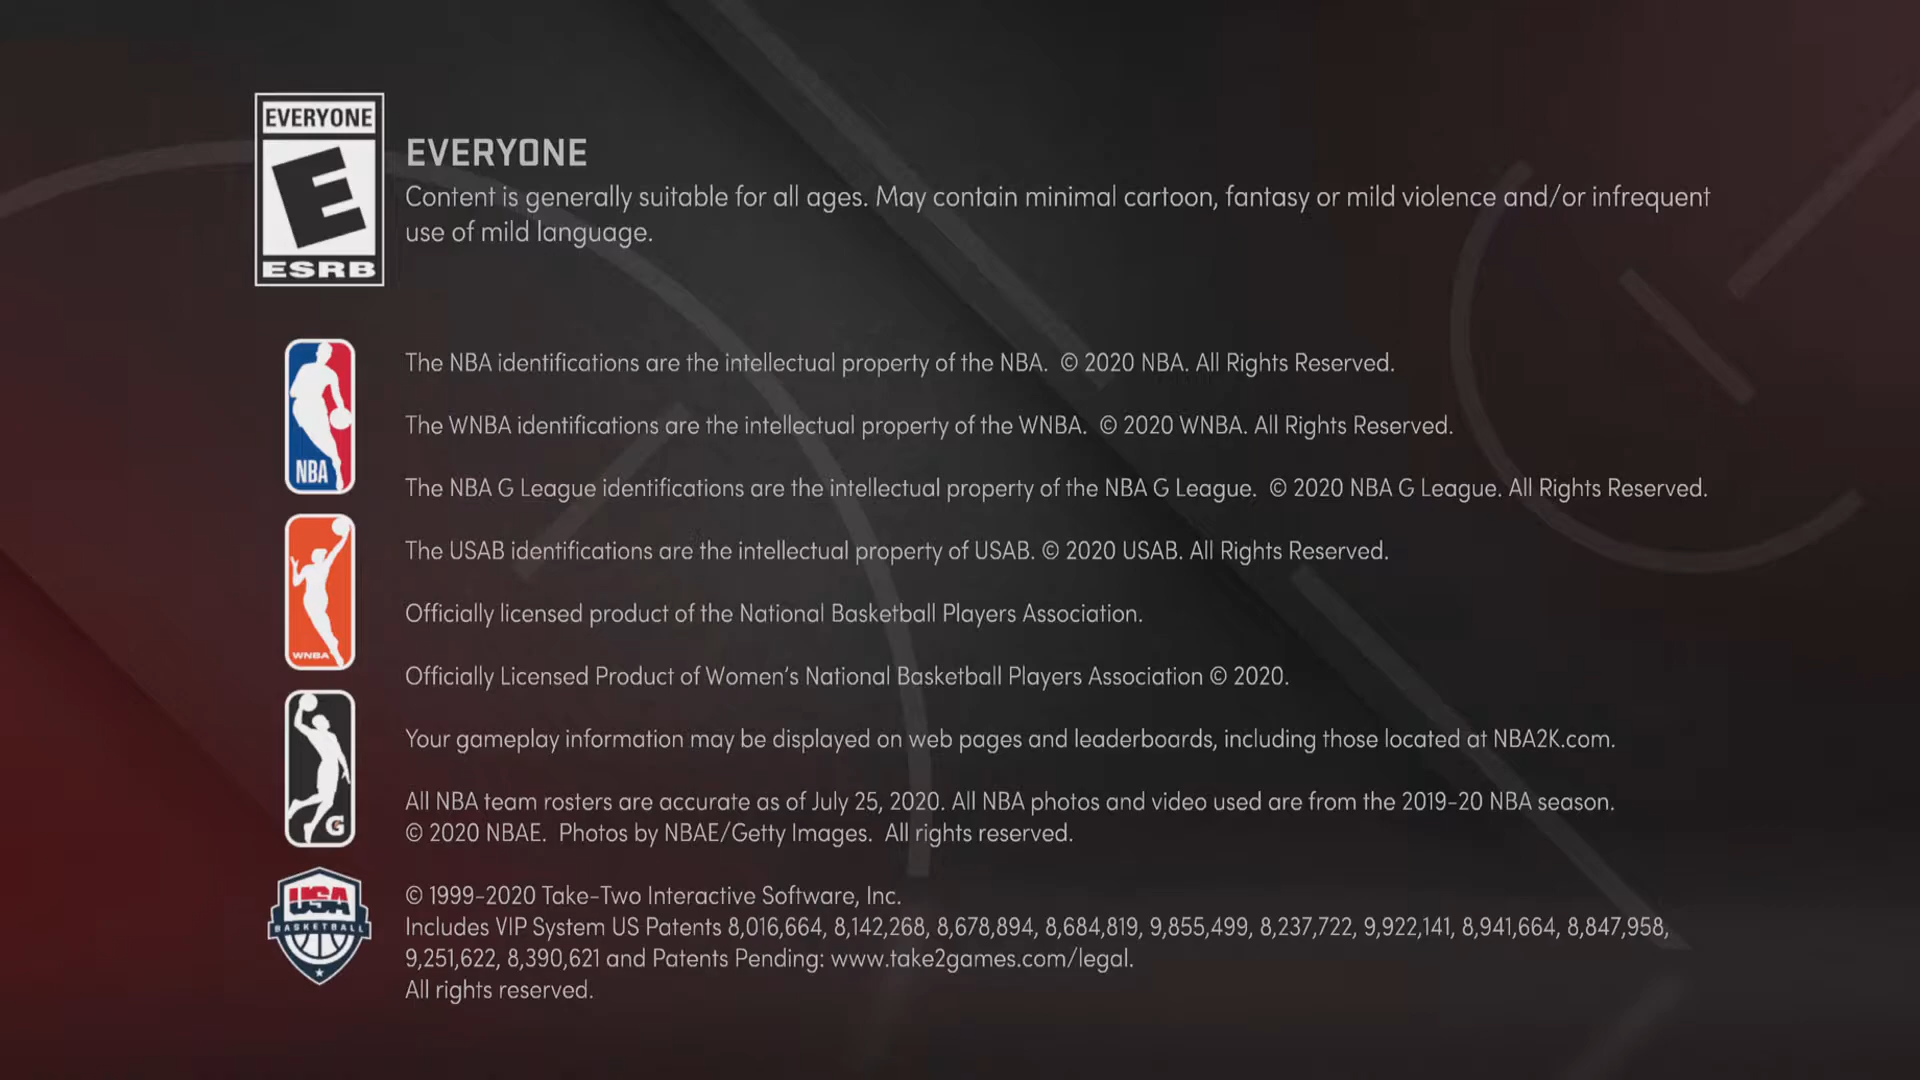 EVERYONE
E
ESRB
EVERYONE
Content is generally suitable for all ages. May contain minimal cartoon, fantasy or mild violence and/or infrequent
use of mild language.
NBA
The NBA identifications are the intellectual property of the NBA.  © 2020 NBA. All Rights Reserved.
The WNBA identifications are the intellectual property of the WNBA.  © 2020 WNBA. All Rights Reserved.
The NBA G League identifications are the intellectual property of the NBA G League.  © 2020 NBA G League. All Rights Reserved.
WNBA
The USAB identifications are the intellectual property of USAB. © 2020 USAB. All Rights Reserved.
Officially licensed product of the National Basketball Players Association.
Officially Licensed Product of Women's National Basketball Players Association © 2020.
G
Your gameplay information may be displayed on web pages and leaderboards, including those located at NBA2K.com.
All NBA team rosters are accurate as of July 25, 2020. All NBA photos and video used are from the 2019-20 NBA season.
© 2020 NBAE.  Photos by NBAE/Getty Images.  All rights reserved.
USA
BASKETBALL
© 1999-2020 Take-Two Interactive Software, Inc.
Includes VIP System US Patents 8,016,664, 8,142,268, 8,678,894, 8,684,819, 9,855,499, 8,237,722, 9,922,141, 8,941,664, 8,847,958,
9,251,622, 8,390,621 and Patents Pending: www.take2games.com/legal.
All rights reserved.